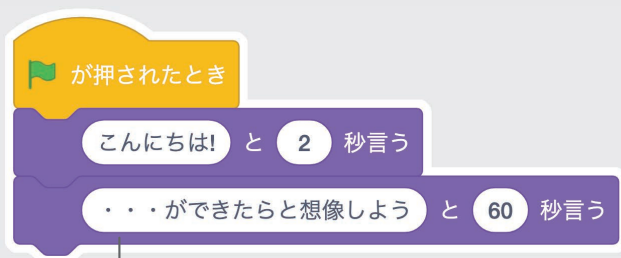 が押されたとき
こんにちは! と 2 秒言う
・・・ができたらと想像しよう と 60 秒言う